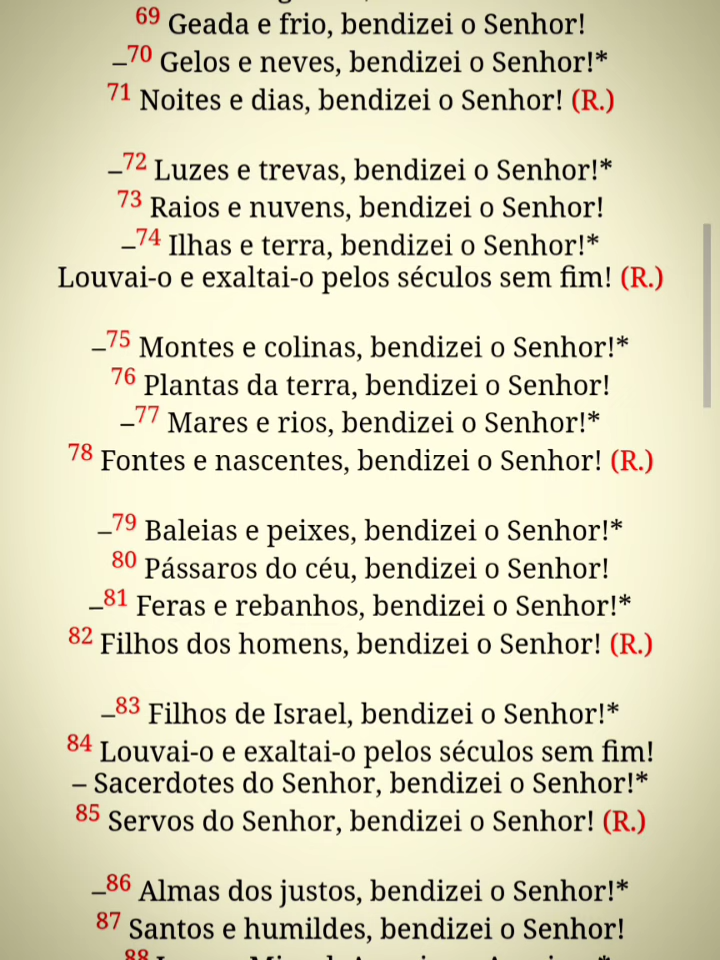 69 Geada e frio, bendizei o Senhor!
–70 Gelos e neves, bendizei o Senhor!*
71 Noites e dias, bendizei o Senhor! (R.)
–72 Luzes e trevas, bendizei o Senhor!*
73 Raios e nuvens, bendizei o Senhor!
–74 Ilhas e terra, bendizei o Senhor!*
Louvai-o e exaltai-o pelos séculos sem fim! (R.)
–75 Montes e colinas, bendizei o Senhor!*
76 Plantas da terra, bendizei o Senhor!
–77 Mares e rios, bendizei o Senhor!*
78 Fontes e nascentes, bendizei o Senhor! (R.)
–79 Baleias e peixes, bendizei o Senhor!*
80 Pássaros do céu, bendizei o Senhor!
–81 Feras e rebanhos, bendizei o Senhor!*
82 Filhos dos homens, bendizei o Senhor! (R.)
–83 Filhos de Israel, bendizei o Senhor!*
84 Louvai-o e exaltai-o pelos séculos sem fim!
– Sacerdotes do Senhor, bendizei o Senhor!*
85 Servos do Senhor, bendizei o Senhor! (R.)
–86 Almas dos justos, bendizei o Senhor!*
87 Santos e humildes, bendizei o Senhor!
88